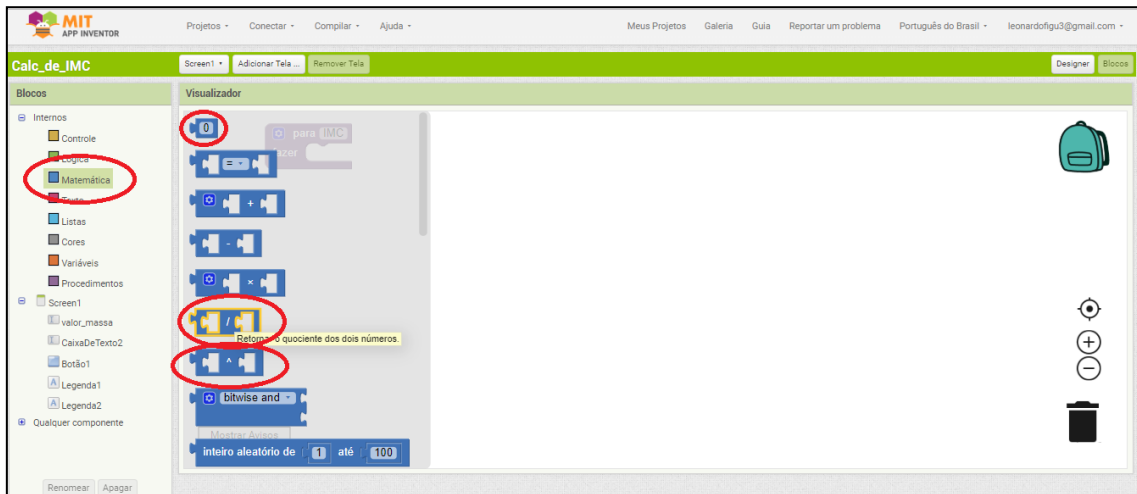 MIT
APP INVENTOR
Projetos Conectar Compilar Ajuda Meus Projetos Galeria Guia Reportar um problema Português do Brasil leonardofigu3@gmail.com
Calc_de_IMC Screen1 Adicionar Tela ... Remover Tela Designer Blocos
Blocos Visualizador
Internos
Controle
Lógica
Matemática
Texto
Listas
Cores
Variáveis
Procedimentos
Screen1
valor_massa
CaixaDeTexto2
Botão1
Legenda1
Legenda2
Qualquer componente
Renomear Apagar
0
para IMC
=
+
-
×
/
Retorna o quociente dos dois números.
^
bitwise and
Mostrar Avisos
inteiro aleatório de 1 até 100